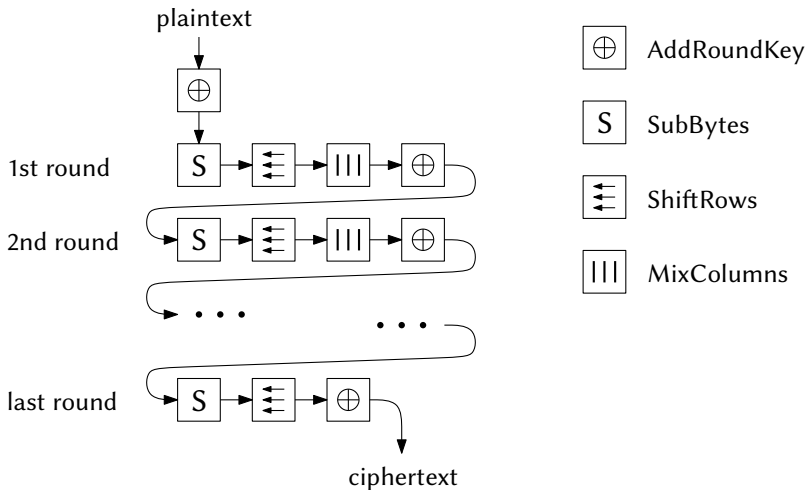 plaintext
AddRoundKey
S SubBytes
1st round S
ShiftRows
2nd round S
MixColumns
last round S
ciphertext